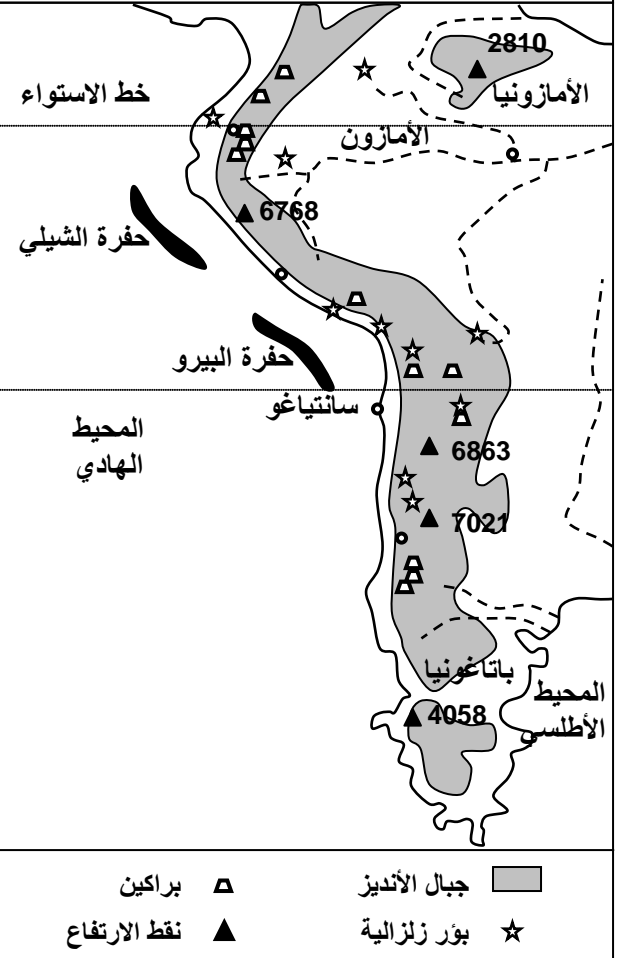 2810
خط الاستواء
الأمازونيا
الأمازون
6768
حفرة الشيلي
حفرة البيرو
سانتياغو
المحيط
الهادي
6863
7021
باتاغونيا
المحيط
الأطلسي
4058
جبال الأنديز
براكين
بؤر زلزالية
نقط الارتفاع